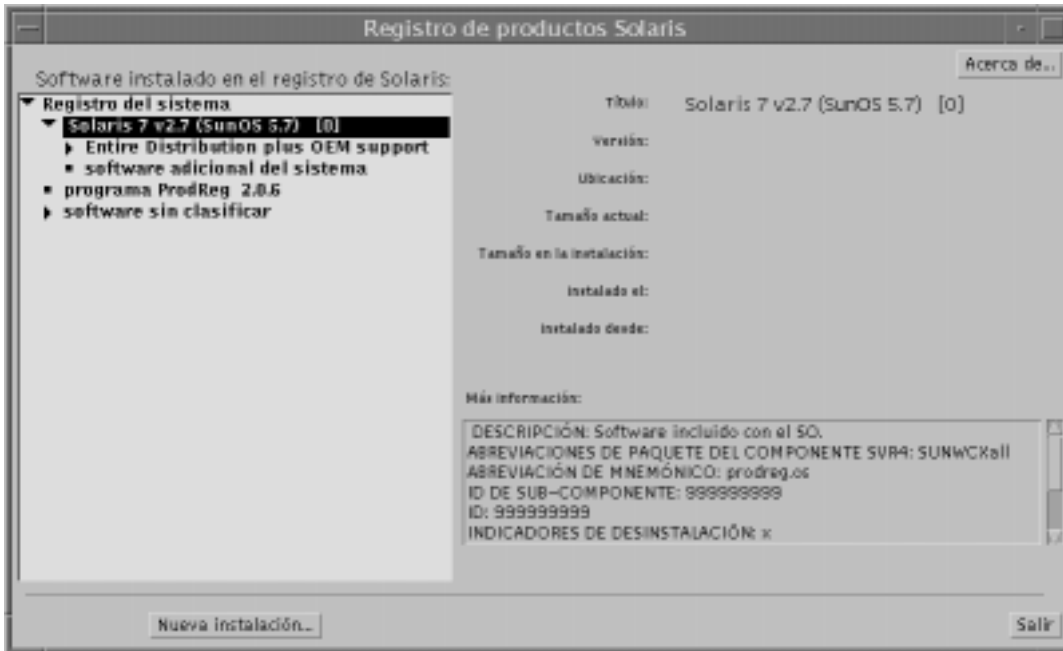 Registro de productos Solaris
Acerca de...
Software instalado en el registro de Solaris:
Registro del sistema
Solaris 7 v2.7 (SunOS 5.7) [0]
Entire Distribution plus OEM support
software adicional del sistema
programa ProdReg 2.0.6
software sin clasificar
Título: Solaris 7 v2.7 (SunOS 5.7) [0]
Versión:
Ubicación:
Tamaño actual:
Tamaño en la instalación:
Instalado el:
Instalado desde:
Más información:
DESCRIPCIÓN: Software incluido con el SO.
ABREVIACIONES DE PAQUETE DEL COMPONENTE SVR4: SUNWCXall
ABREVIACIÓN DE MNEMÓNICO: prodreg.os
ID DE SUB-COMPONENTE: 999999999
ID: 999999999
INDICADORES DE DESINSTALACIÓN: x
Nueva instalación...
Salir